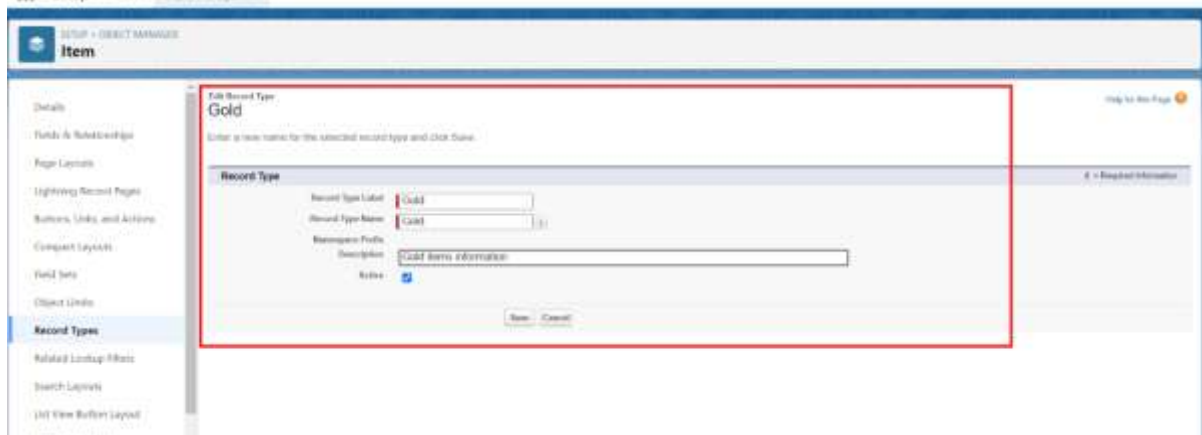 SETUP > OBJECT MANAGER
Item
Details
Fields & Relationships
Page Layouts
Lightning Record Pages
Buttons, Links, and Actions
Compact Layouts
Field Sets
Object Limits
Record Types
Related Lookup Filters
Search Layouts
List View Button Layout
Edit Record Type
Gold
Help for this Page
Enter a new name for the selected record type and click Save.
Record Type
= Required Information
Record Type Label Gold
Record Type Name Gold
Namespace Prefix
Description Gold items information
Active
Save Cancel